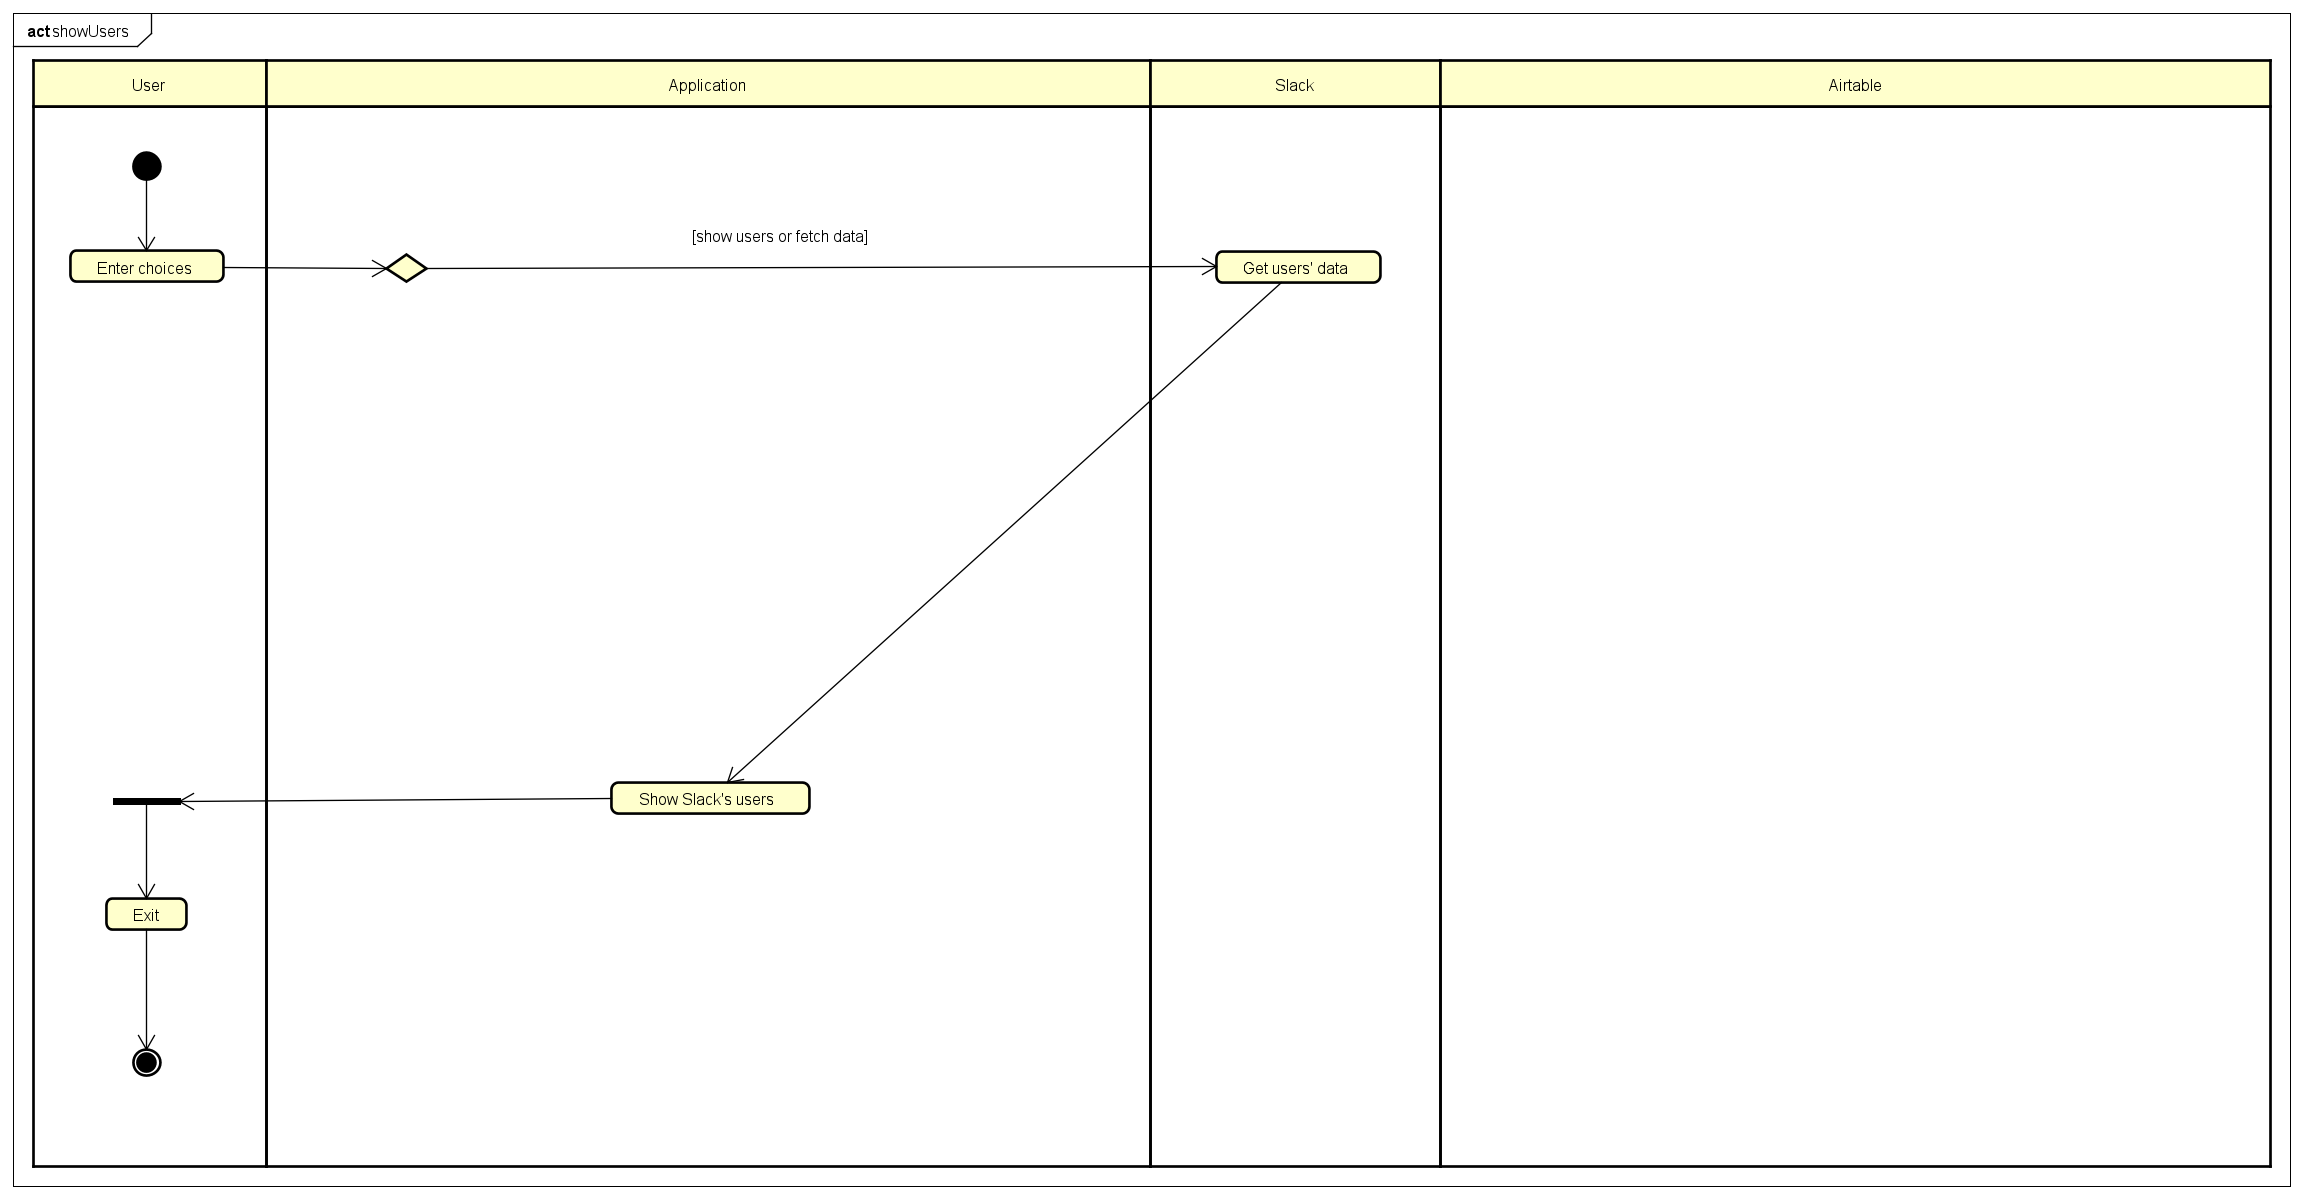 act showUsers
User
Application
Slack
Airtable
[show users or fetch data]
Enter choices
Get users' data
Show Slack's users
Exit